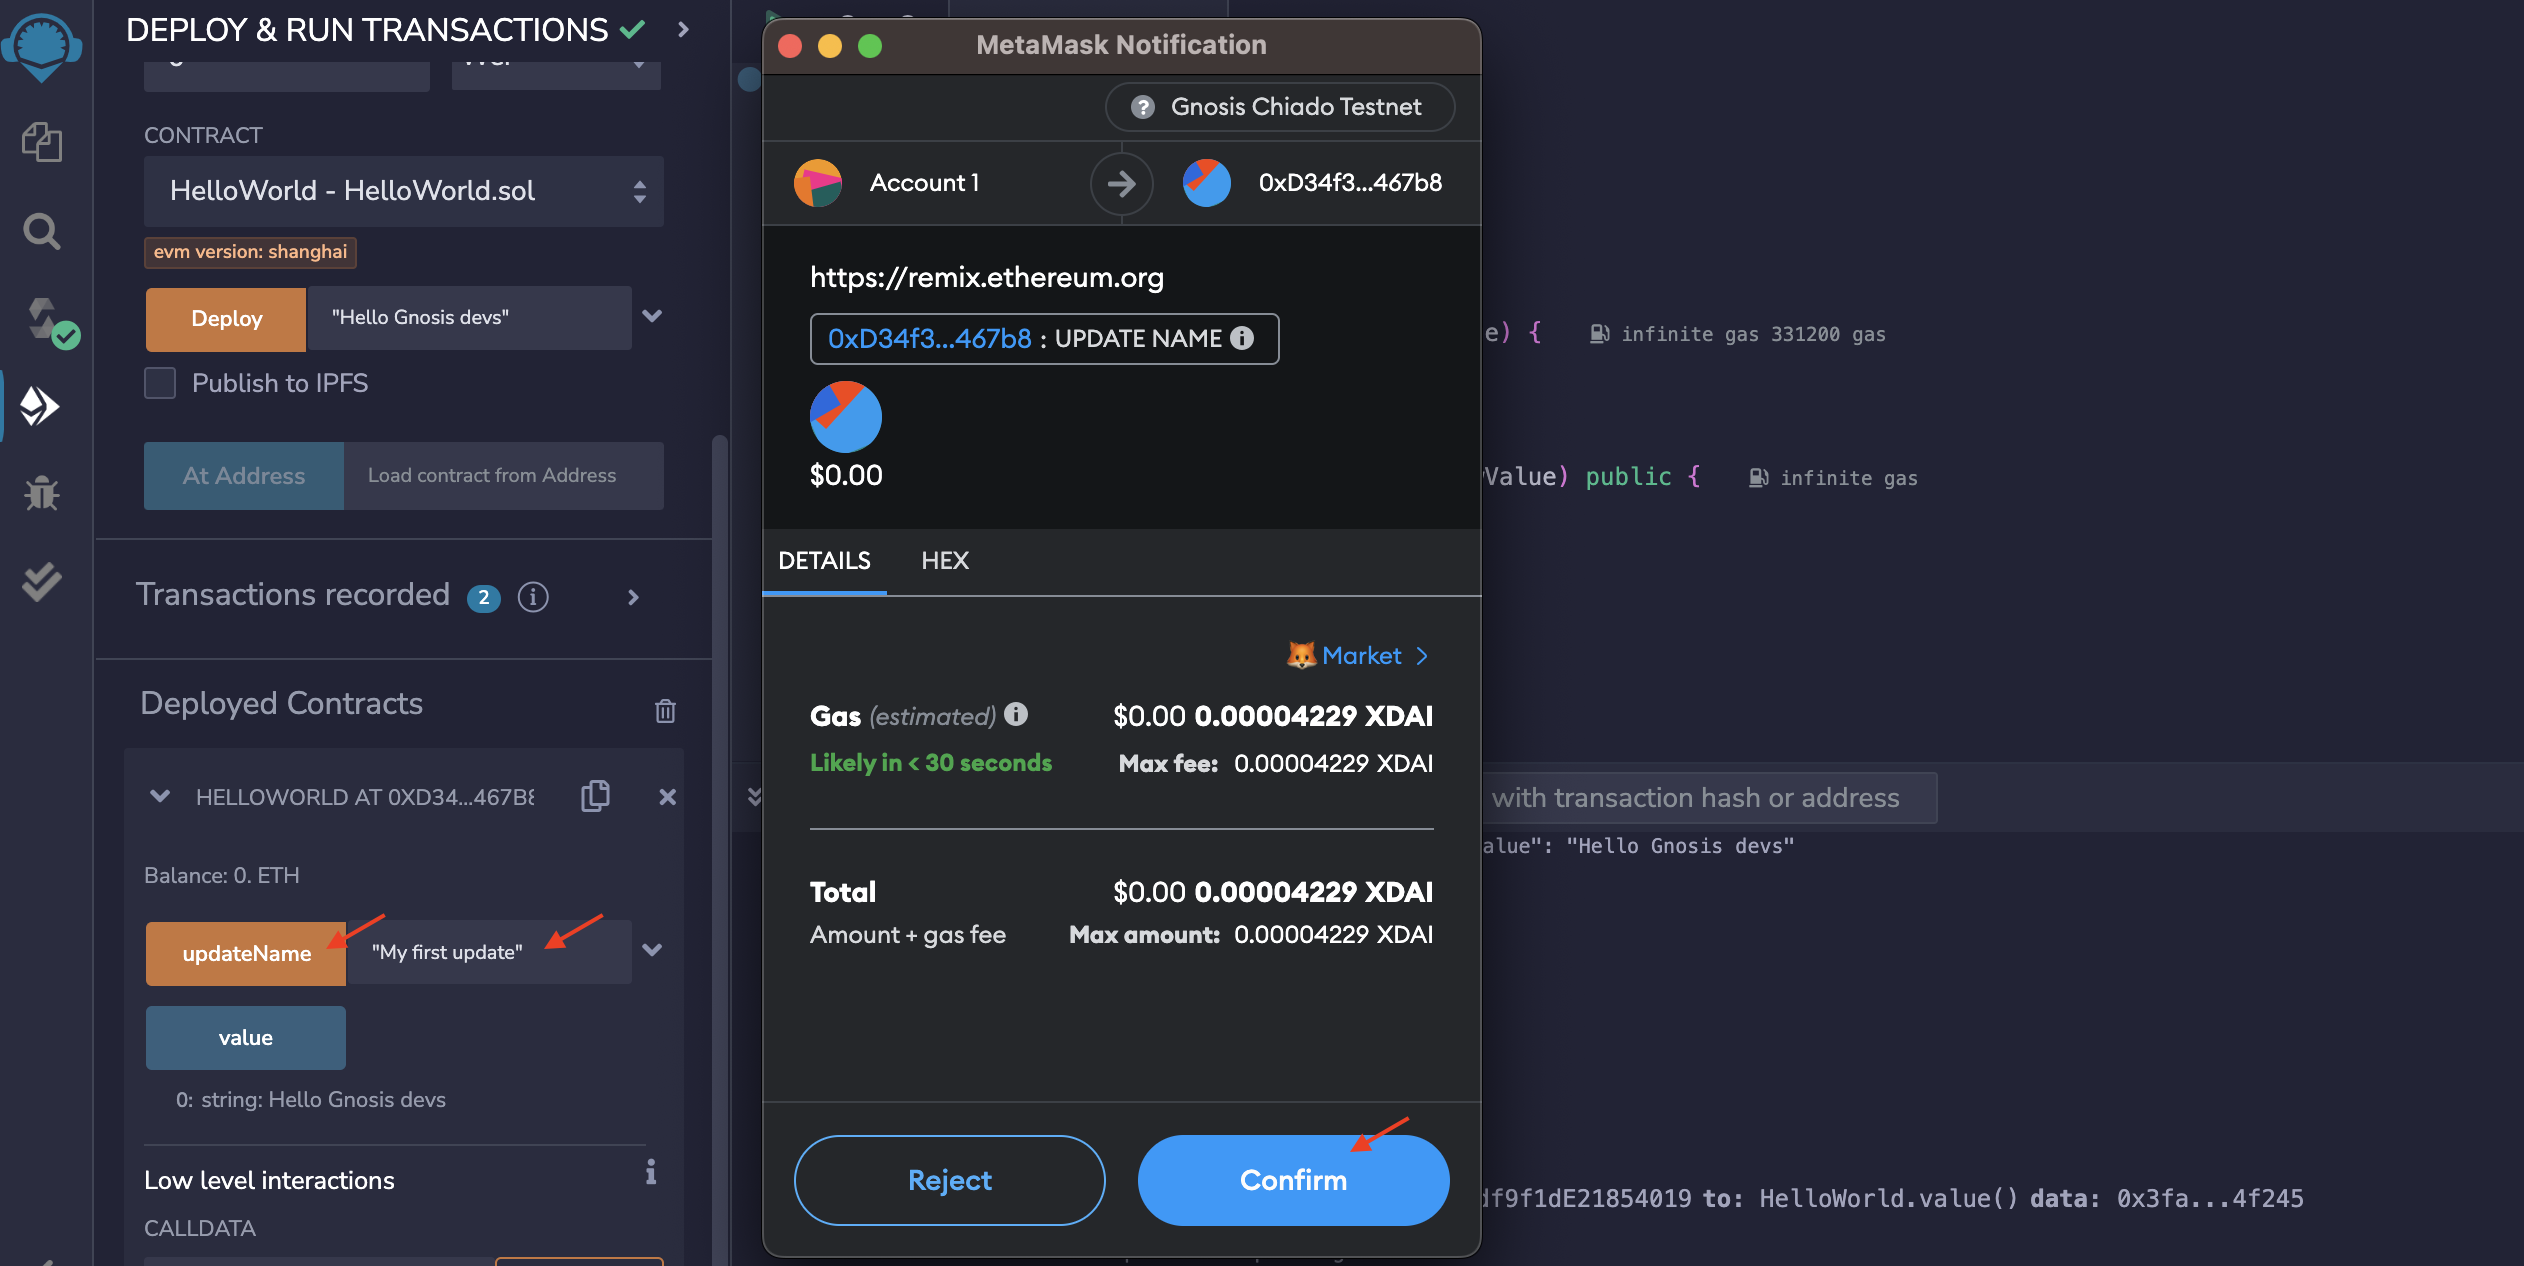 DEPLOY & RUN TRANSACTIONS
CONTRACT
HelloWorld - HelloWorld.sol
evm version: shanghai
Deploy
"Hello Gnosis devs"
Publish to IPFS
At Address
Load contract from Address
Transactions recorded 2
Deployed Contracts
HELLOWORLD AT 0XD34...467B8
Balance: 0. ETH
updateName
"My first update"
value
0: string: Hello Gnosis devs
Low level interactions
CALLDATA
MetaMask Notification
Gnosis Chiado Testnet
Account 1
0xD34f3...467b8
https://remix.ethereum.org
0xD34f3...467b8 : UPDATE NAME
$0.00
DETAILS
HEX
Market >
Gas (estimated) $0.00 0.00004229 XDAI
Likely in < 30 seconds Max fee: 0.00004229 XDAI
Total $0.00 0.00004229 XDAI
Amount + gas fee Max amount: 0.00004229 XDAI
Reject
Confirm
e) { infinite gas 331200 gas
Value) public { infinite gas
with transaction hash or address
alue": "Hello Gnosis devs"
df9f1dE21854019 to: HelloWorld.value() data: 0x3fa...4f245